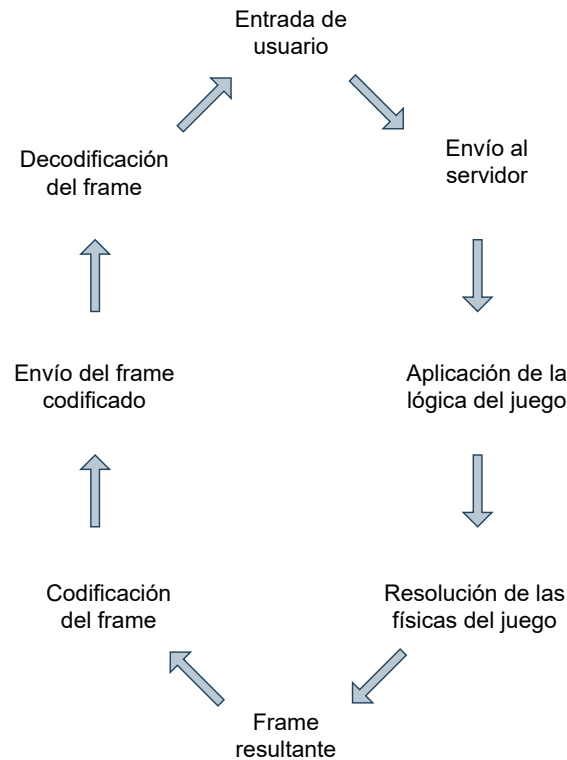 Entrada de
usuario
Envío al
servidor
Aplicación de la
lógica del juego
Resolución de las
físicas del juego
Frame
resultante
Codificación
del frame
Envío del frame
codificado
Decodificación
del frame